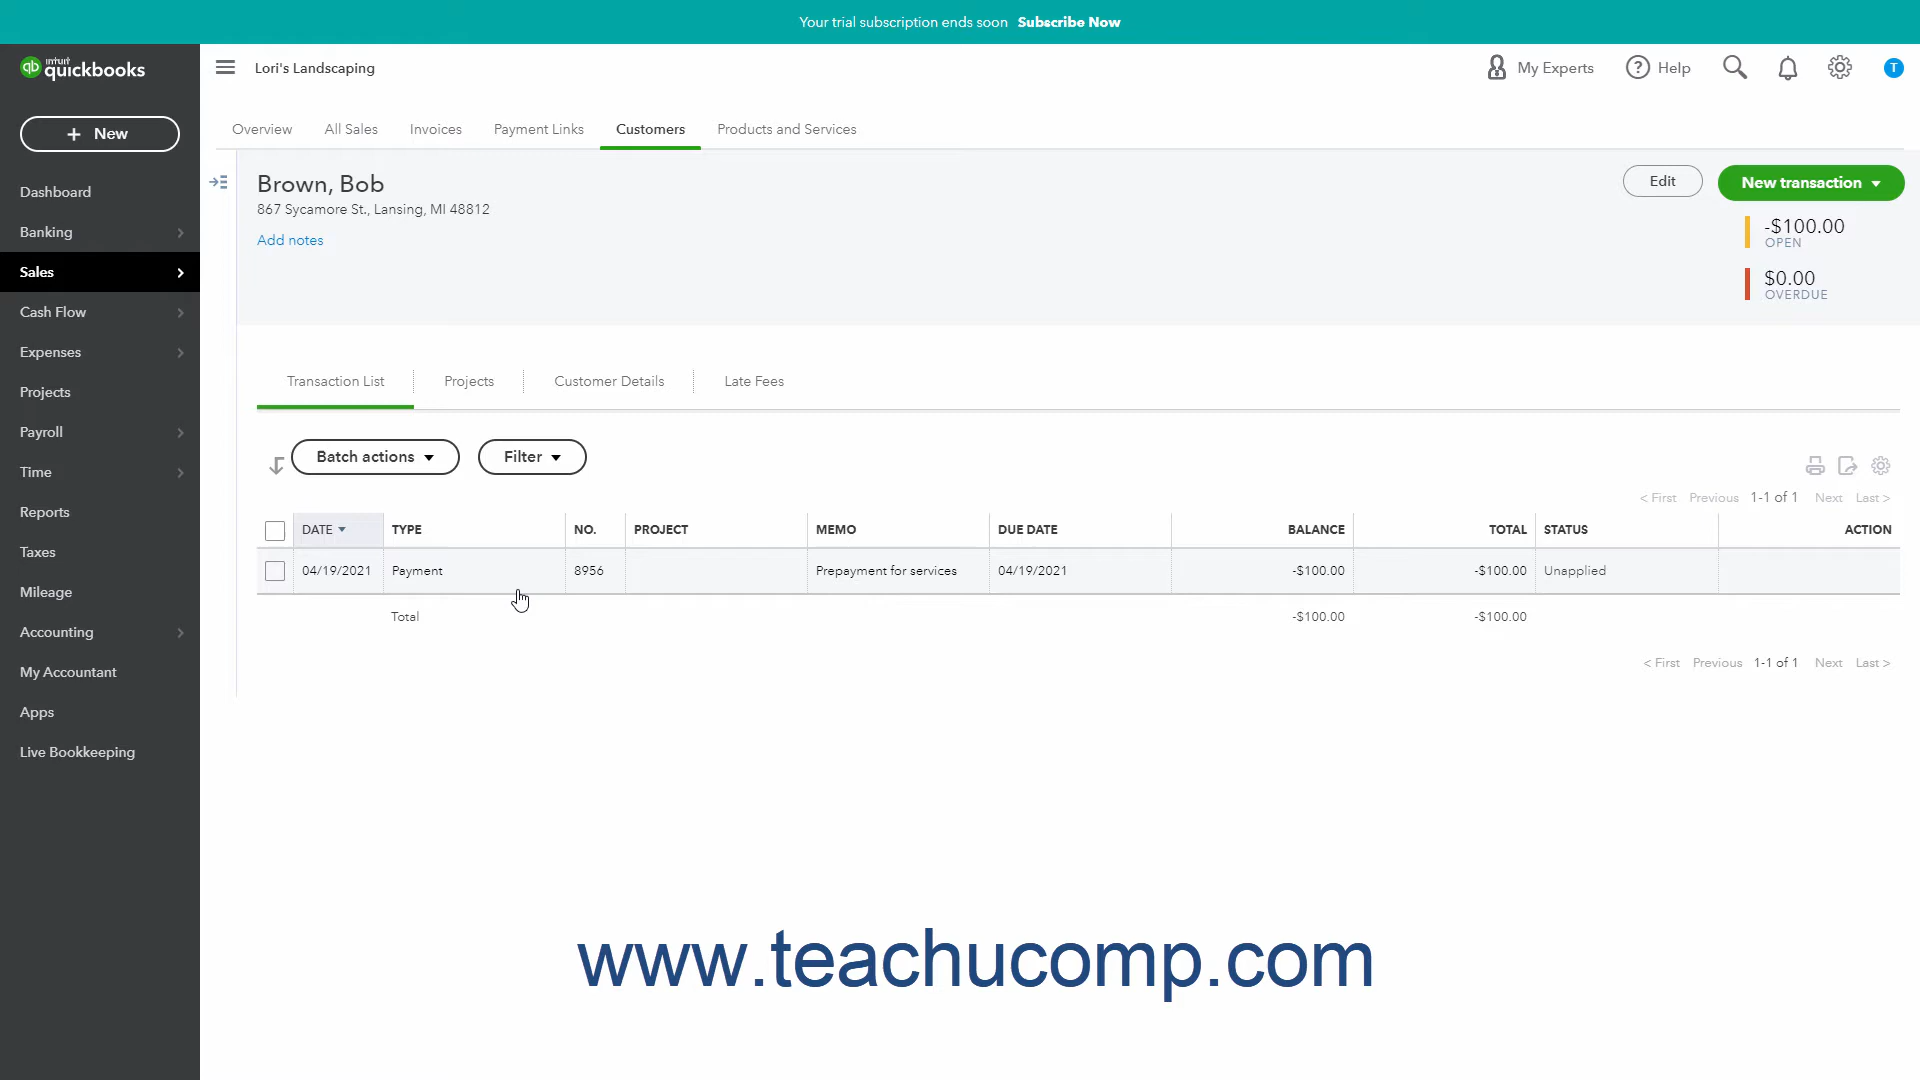 Your trial subscription ends soon Subscribe Now
intuit quickbooks
Lori's Landscaping
My Experts
Help
T
+ New
Overview All Sales Invoices Payment Links Customers Products and Services
Dashboard
Banking
Sales
Cash Flow
Expenses
Projects
Payroll
Time
Reports
Taxes
Mileage
Accounting
My Accountant
Apps
Live Bookkeeping
Brown, Bob
867 Sycamore St., Lansing, MI 48812
Add notes
Edit
New transaction
-$100.00
OPEN
$0.00
OVERDUE
Transaction List Projects Customer Details Late Fees
Batch actions Filter
< First Previous 1-1 of 1 Next Last >
DATE TYPE NO. PROJECT MEMO DUE DATE BALANCE TOTAL STATUS ACTION
04/19/2021 Payment 8956 Prepayment for services 04/19/2021 -$100.00 -$100.00 Unapplied
Total -$100.00 -$100.00
< First Previous 1-1 of 1 Next Last >
www.teachucomp.com